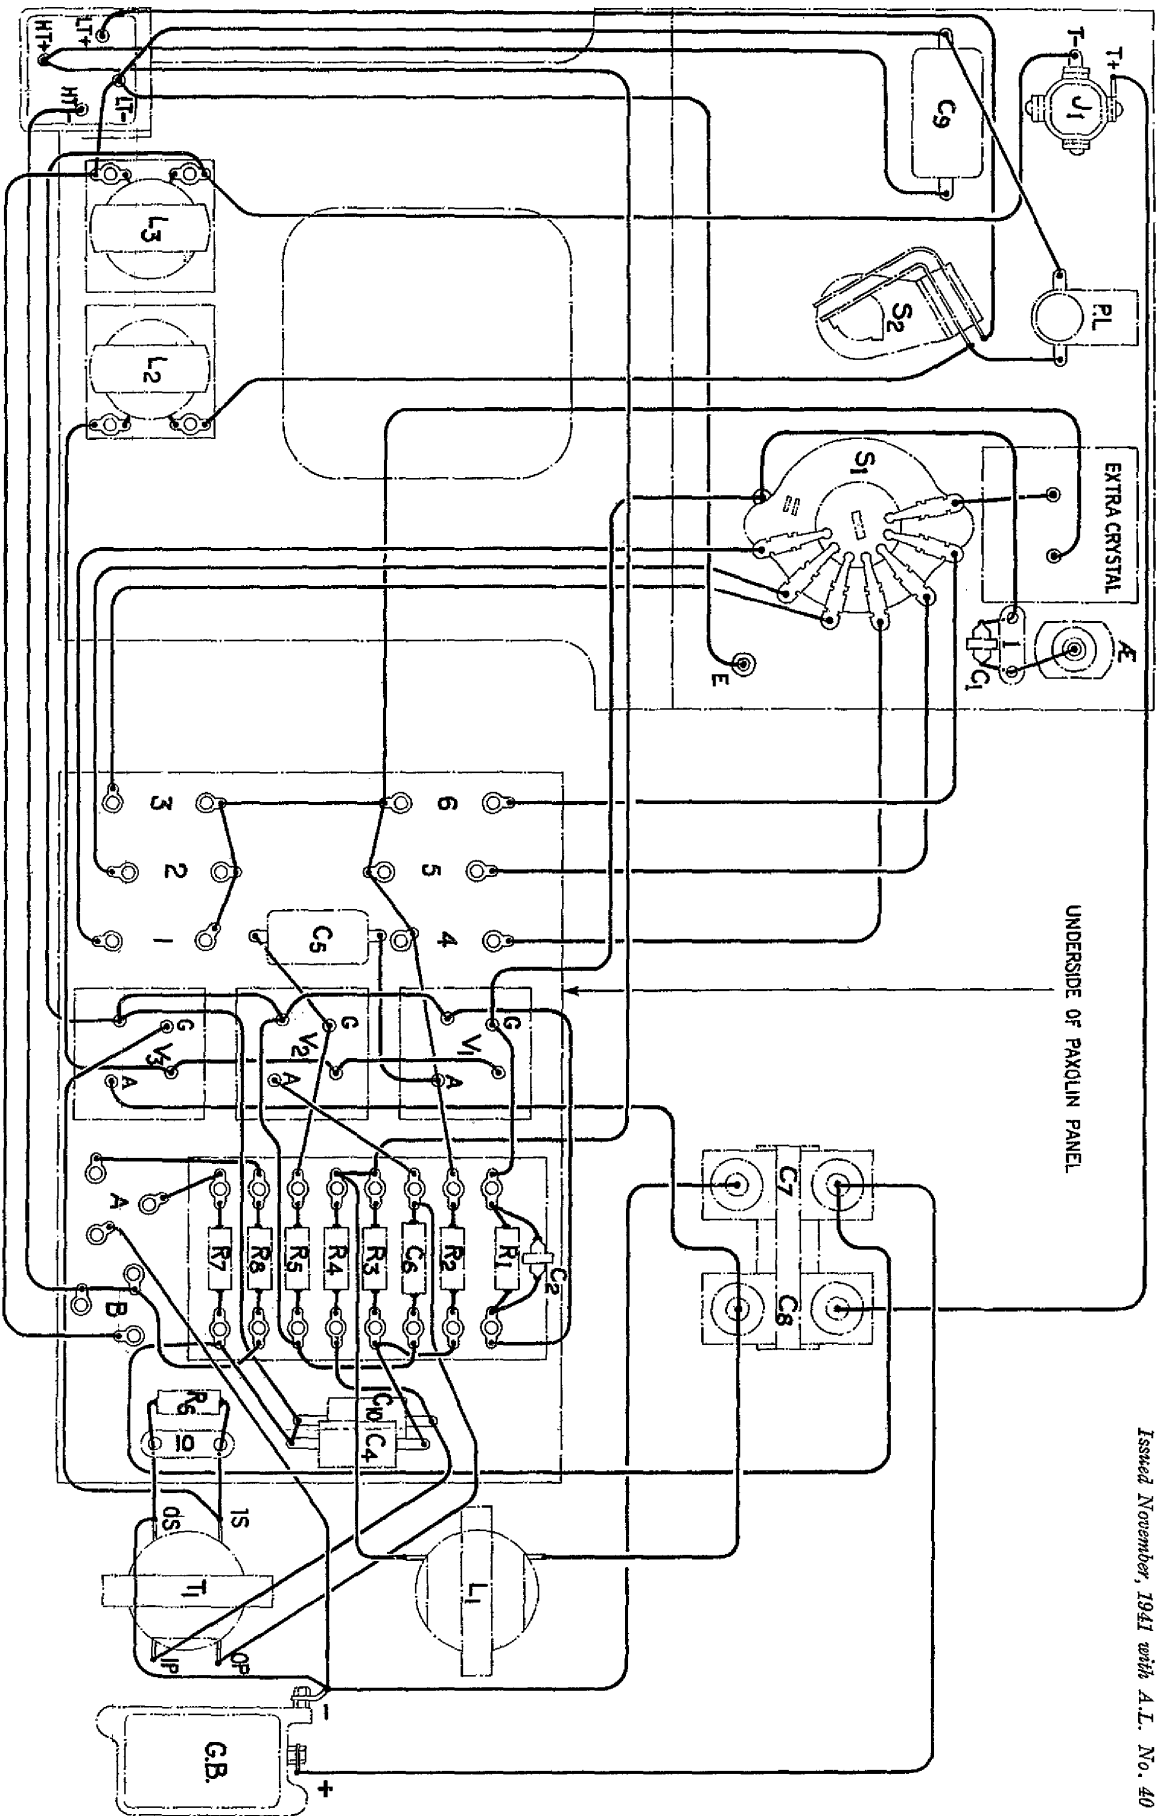 HT+
LT+
HT-
LT-
C9
T-
T+
J1
L3
L2
S2
P.L
S1
EXTRA CRYSTAL
Æ
1
C1
E
3
2
1
6
5
4
C5
UNDERSIDE OF PAXOLIN PANEL
G
V3
A
G
V2
A
G
V1
A
C7
C8
A
B
R7
R8
R5
R4
R3
C6
R2
R1
C2
R6
10
C10
C4
IS
OS
T1
IP
OP
L1
G.B.
-
+
Issued November, 1941 with A.L. No. 40